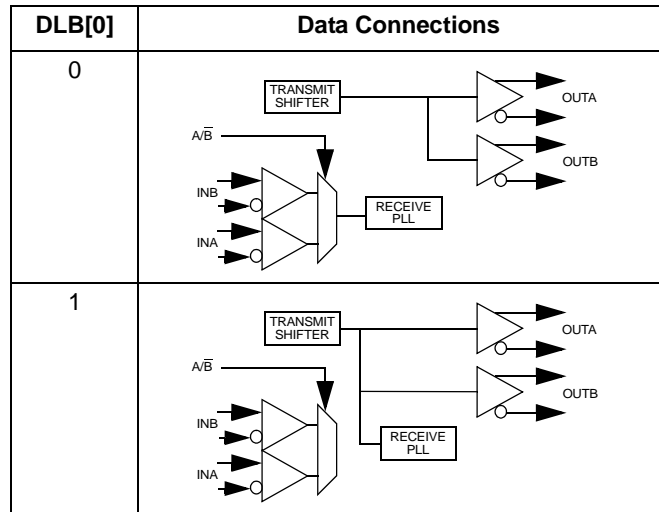 DLB[0] Data Connections
0
TRANSMIT
SHIFTER
OUTA
A/B̅
OUTB
INB
RECEIVE
PLL
INA
1
TRANSMIT
SHIFTER
OUTA
A/B̅
OUTB
INB
RECEIVE
PLL
INA